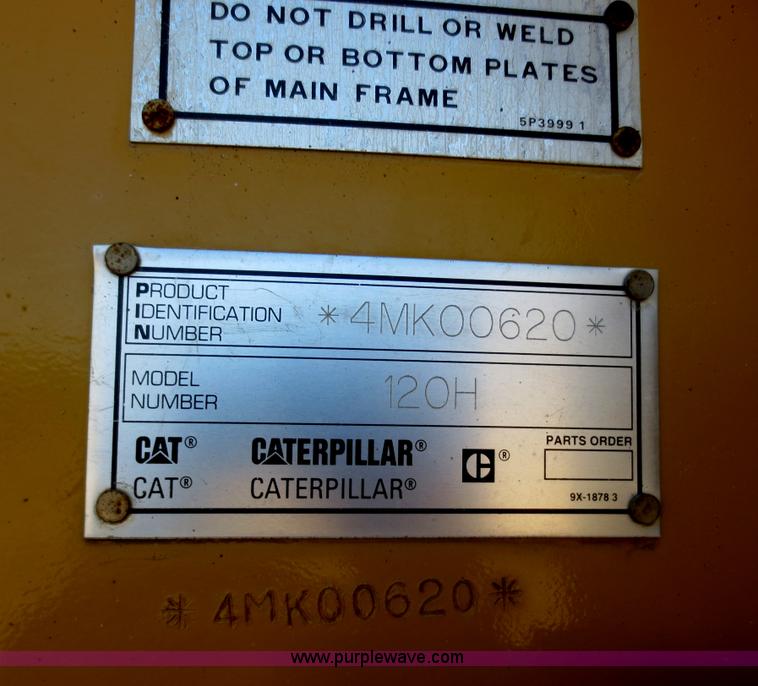 DO NOT DRILL OR WELD
TOP OR BOTTOM PLATES
OF MAIN FRAME
5P3999 1
PRODUCT
IDENTIFICATION
NUMBER
*4MK00620*
MODEL
NUMBER
120H
CAT® CATERPILLAR® C®
CAT® CATERPILLAR®
PARTS ORDER
9X-1878 3
*4MK00620*
www.purplewave.com